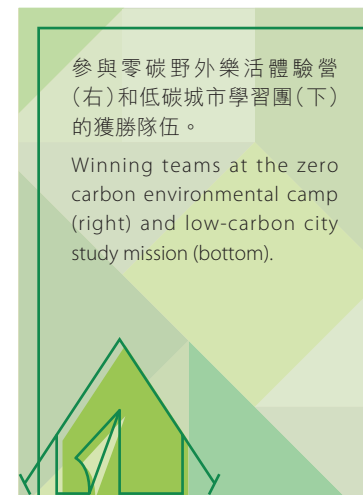 參與零碳野外樂活體驗營
（右）和低碳城市學習團（下）
的獲勝隊伍。
Winning teams at the zero
carbon environmental camp
(right) and low-carbon city
study mission (bottom).